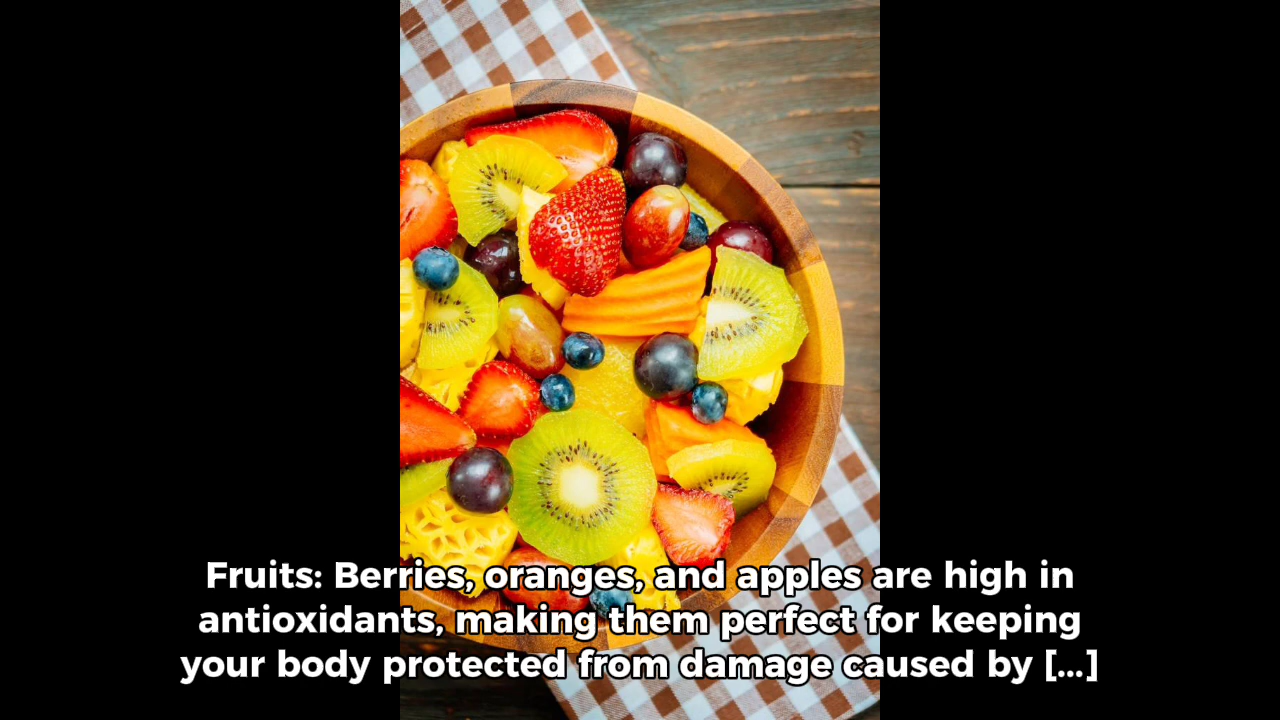 Fruits: Berries, oranges, and apples are high in
antioxidants, making them perfect for keeping
your body protected from damage caused by [...]